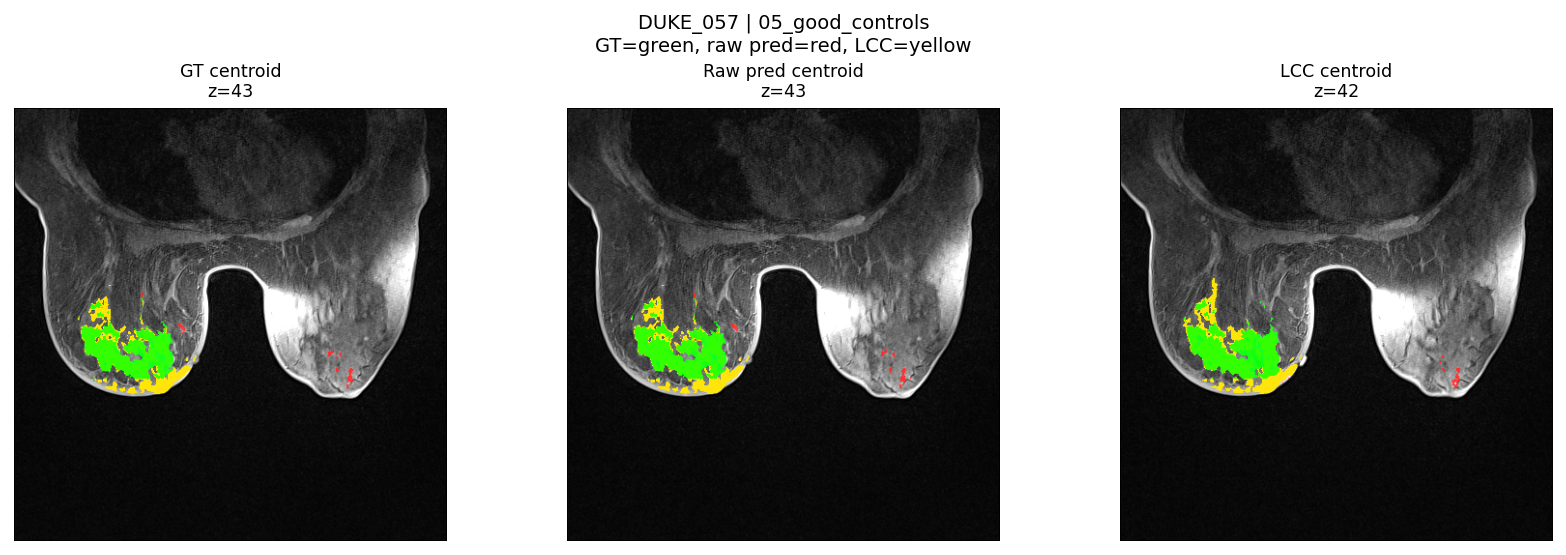 DUKE_057 | 05_good_controls
GT=green, raw pred=red, LCC=yellow
GT centroid
z=43
Raw pred centroid
z=43
LCC centroid
z=42